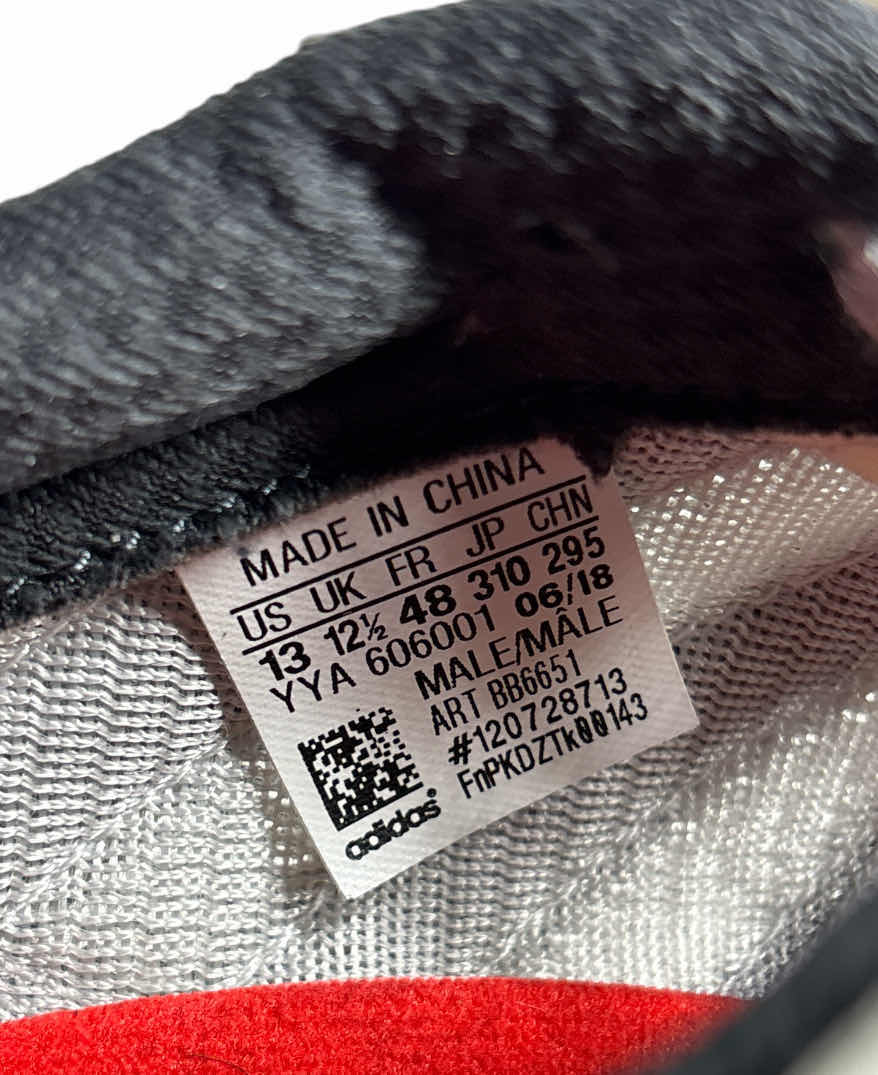 MADE IN CHINA
US UK FR JP CHN
13 12½ 48 310 295
YYA 606001 06/18
MALE/MÂLE
ART BB6651
#120728713
FnPKDZTk00143
adidas®